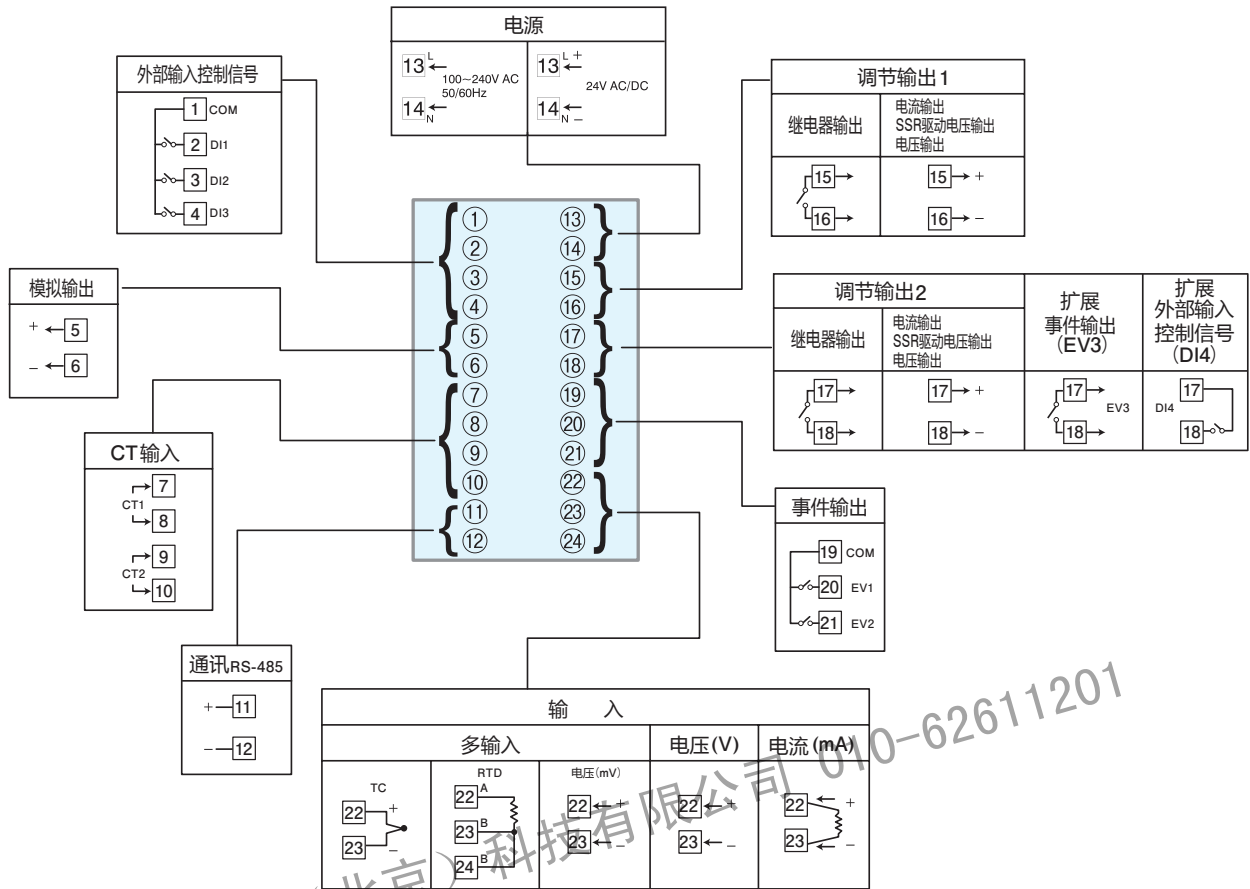 电源
13 L
14 N
100~240V AC
50/60Hz
13 L +
14 N −
24V AC/DC
外部输入控制信号
1 COM
2 DI1
3 DI2
4 DI3
调节输出1
继电器输出
电流输出
SSR驱动电压输出
电压输出
15
16
15 +
16 −
模拟输出
+ 5
− 6
① ⑬
② ⑭
③ ⑮
④ ⑯
⑤ ⑰
⑥ ⑱
⑦ ⑲
⑧ ⑳
⑨ ㉑
⑩ ㉒
⑪ ㉓
⑫ ㉔
调节输出2
继电器输出
电流输出
SSR驱动电压输出
电压输出
17
18
17 +
18 −
扩展
事件输出
(EV3)
17
EV3
18
扩展
外部输入
控制信号
(DI4)
17
DI4
18
CT输入
7
CT1
8
9
CT2
10
事件输出
19 COM
20 EV1
21 EV2
通讯RS-485
+ 11
− 12
输 入
多输入
电压(V)
电流(mA)
TC
22 +
23 −
RTD
22 A
23 B
24 B
电压(mV)
22 +
23 −
22 +
23 −
22 +
23 −
(北京)科技有限公司 010-62611201